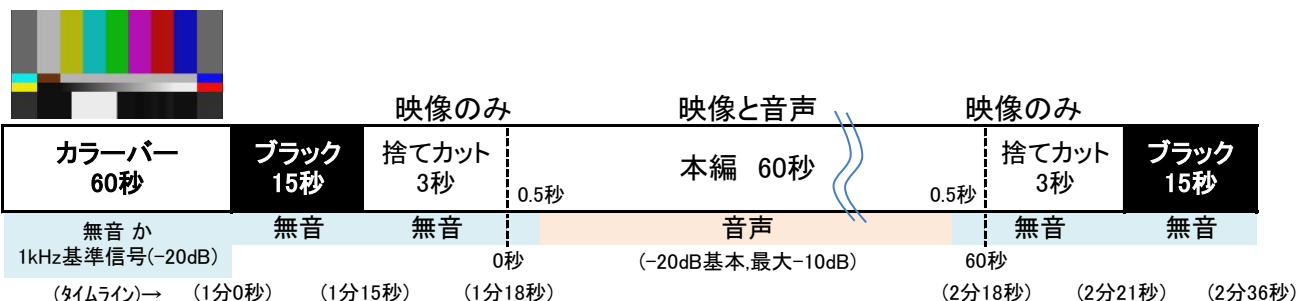 映像のみ 映像と音声 映像のみ
カラーバー ブラック 捨てカット 本編 60秒 捨てカット ブラック
60秒 15秒 3秒 0.5秒 0.5秒 3秒 15秒
無音 か 無音 無音 音声 無音 無音
1kHz基準信号(-20dB) 0秒 (-20dB基本,最大-10dB) 60秒
(タイムライン)→ (1分0秒) (1分15秒) (1分18秒) (2分18秒) (2分21秒) (2分36秒)